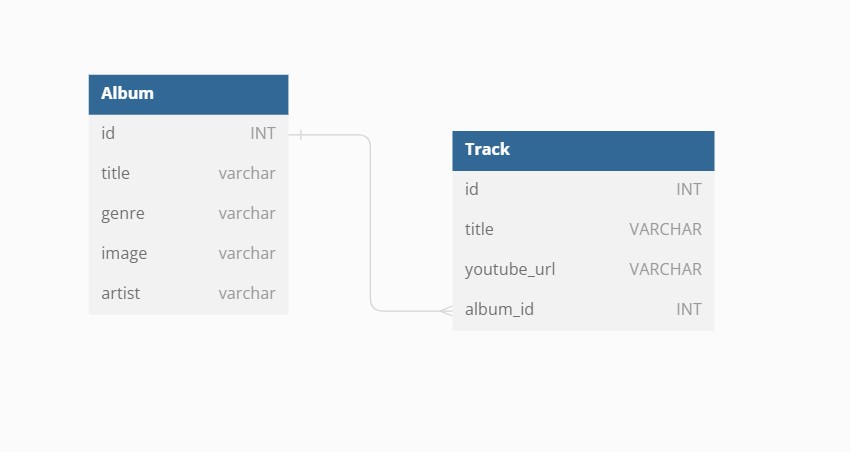 Album
id INT
title varchar
genre varchar
image varchar
artist varchar
Track
id INT
title VARCHAR
youtube_url VARCHAR
album_id INT